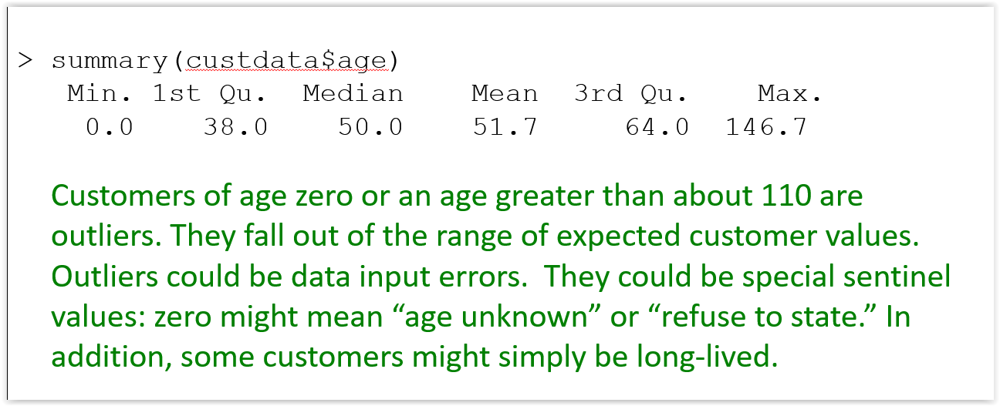 > summary(custdata$age)
Min. 1st Qu. Median Mean 3rd Qu. Max.
0.0 38.0 50.0 51.7 64.0 146.7
Customers of age zero or an age greater than about 110 are
outliers. They fall out of the range of expected customer values.
Outliers could be data input errors.  They could be special sentinel
values: zero might mean “age unknown” or “refuse to state.” In
addition, some customers might simply be long-lived.